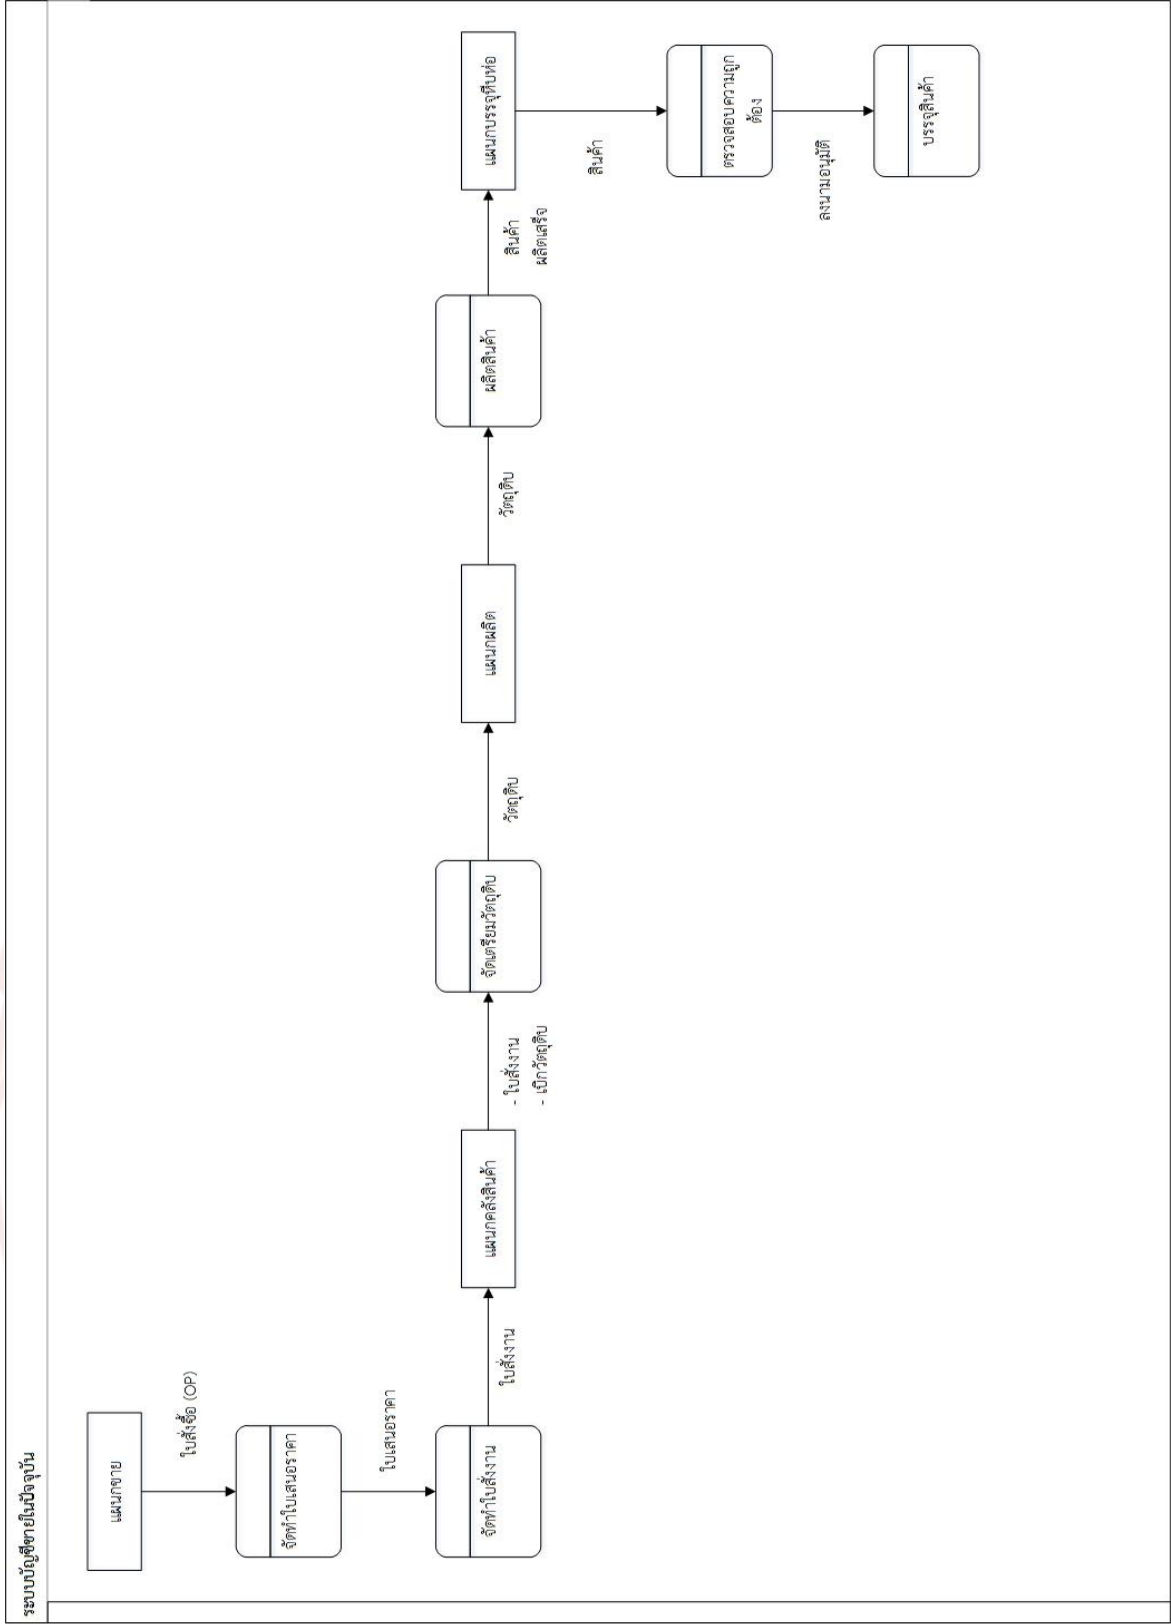 ระบบบัญชีขายในปัจจุบัน
แผนกขาย
ใบสั่งซื้อ (OP)
จัดทำใบเสนอราคา
ใบเสนอราคา
จัดทำใบสั่งงาน
ใบสั่งงาน
แผนกคลังสินค้า
- ใบสั่งงาน
- เบิกวัตถุดิบ
จัดเตรียมวัตถุดิบ
วัตถุดิบ
แผนกผลิต
วัตถุดิบ
ผลิตสินค้า
สินค้า
ผลิตเสร็จ
แผนกบรรจุหีบห่อ
สินค้า
ตรวจสอบความถูก
ต้อง
ลงนามอนุมัติ
บรรจุสินค้า